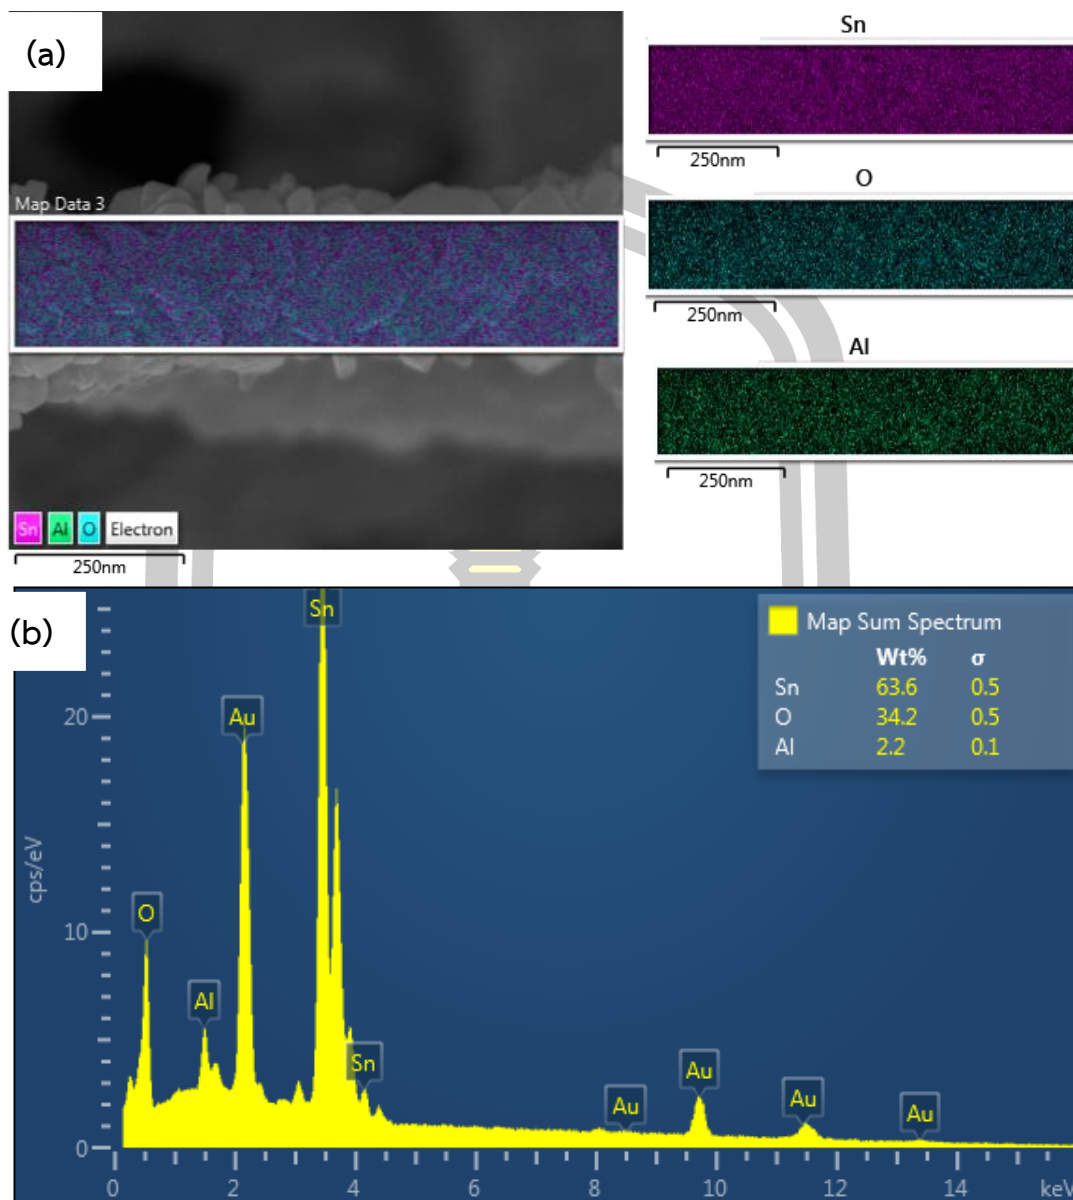 (a)
Map Data 3
Sn Al O Electron
250nm
Sn
250nm
O
250nm
Al
250nm
(b)
Map Sum Spectrum
Wt% σ
Sn 63.6 0.5
O 34.2 0.5
Al 2.2 0.1
Sn
Au
O
Al
Sn
Au
Au
Au
Au
20
10
0
cps/eV
0 2 4 6 8 10 12 14 keV